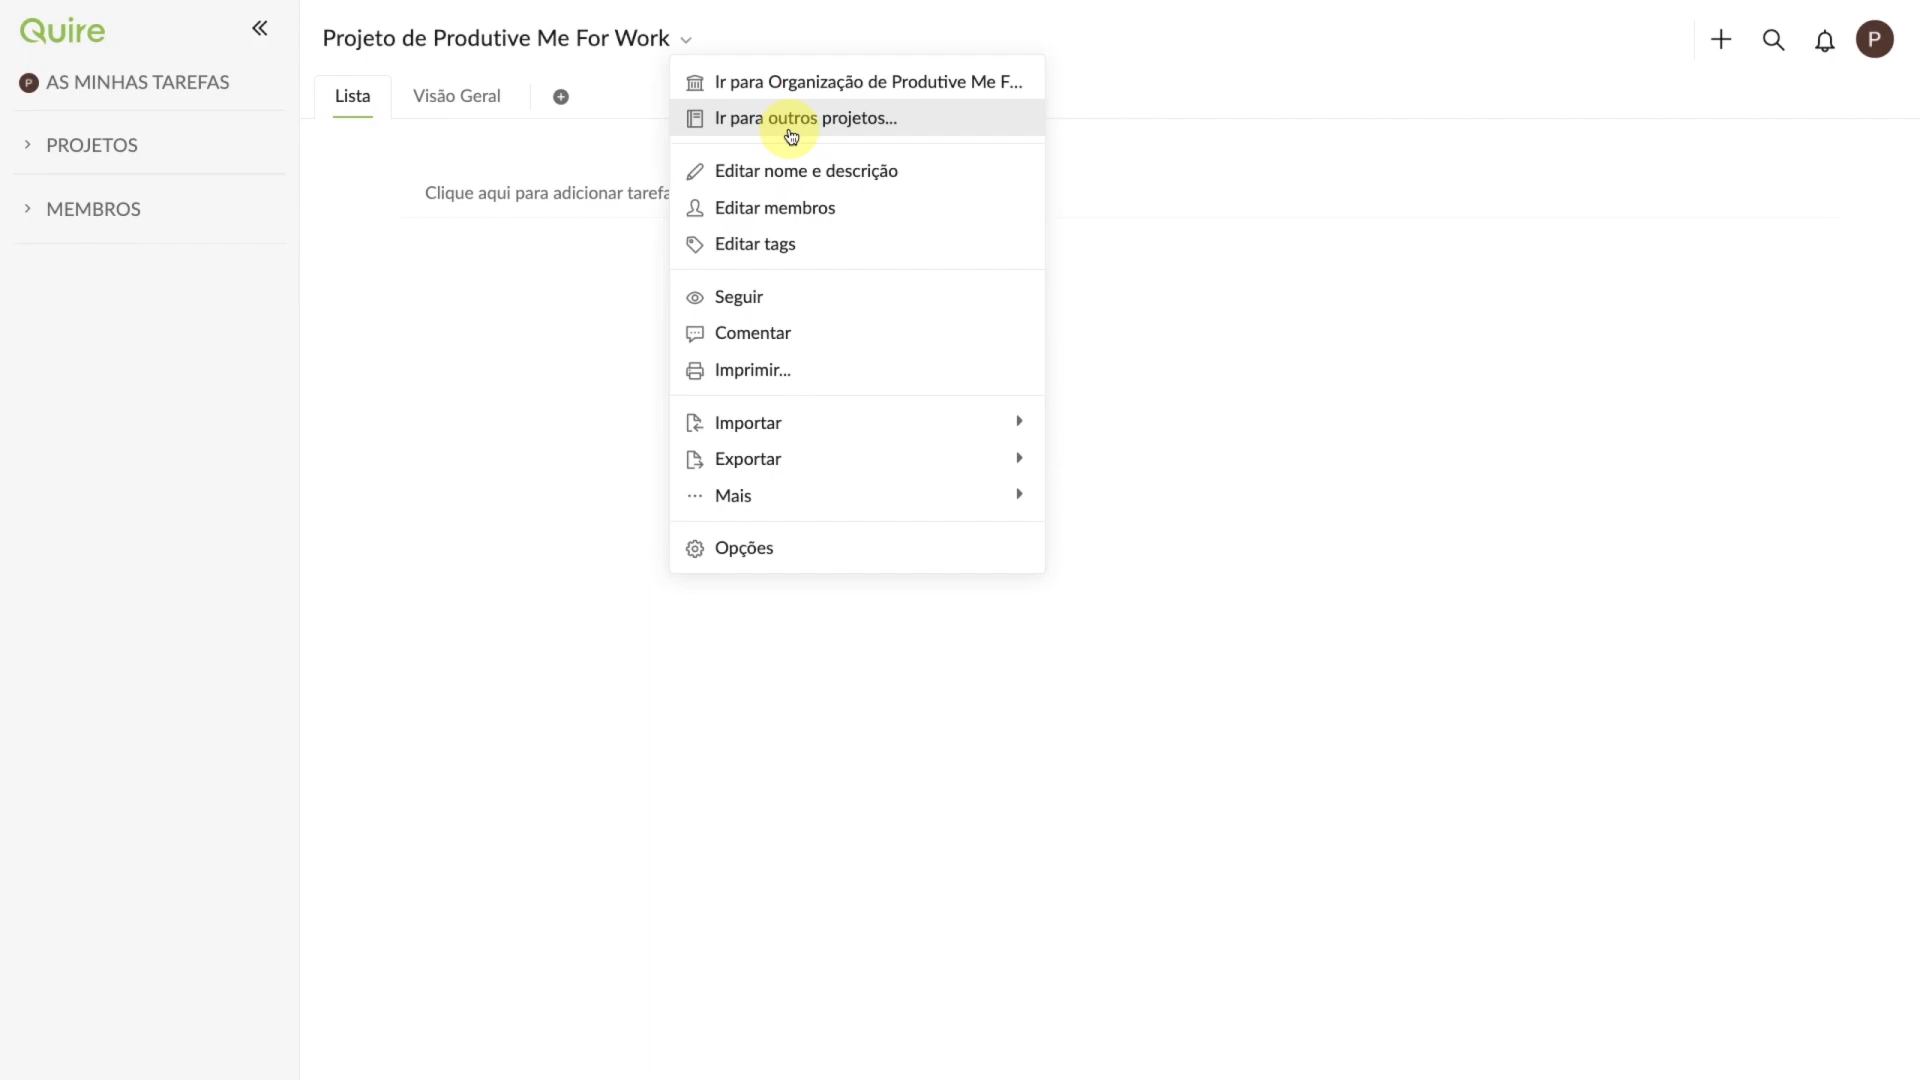 Quire
P AS MINHAS TAREFAS
PROJETOS
MEMBROS
Projeto de Produtive Me For Work
P
Lista
Visão Geral
Clique aqui para adicionar tarefa
Ir para Organização de Produtive Me F...
Ir para outros projetos...
Editar nome e descrição
Editar membros
Editar tags
Seguir
Comentar
Imprimir...
Importar
Exportar
Mais
Opções